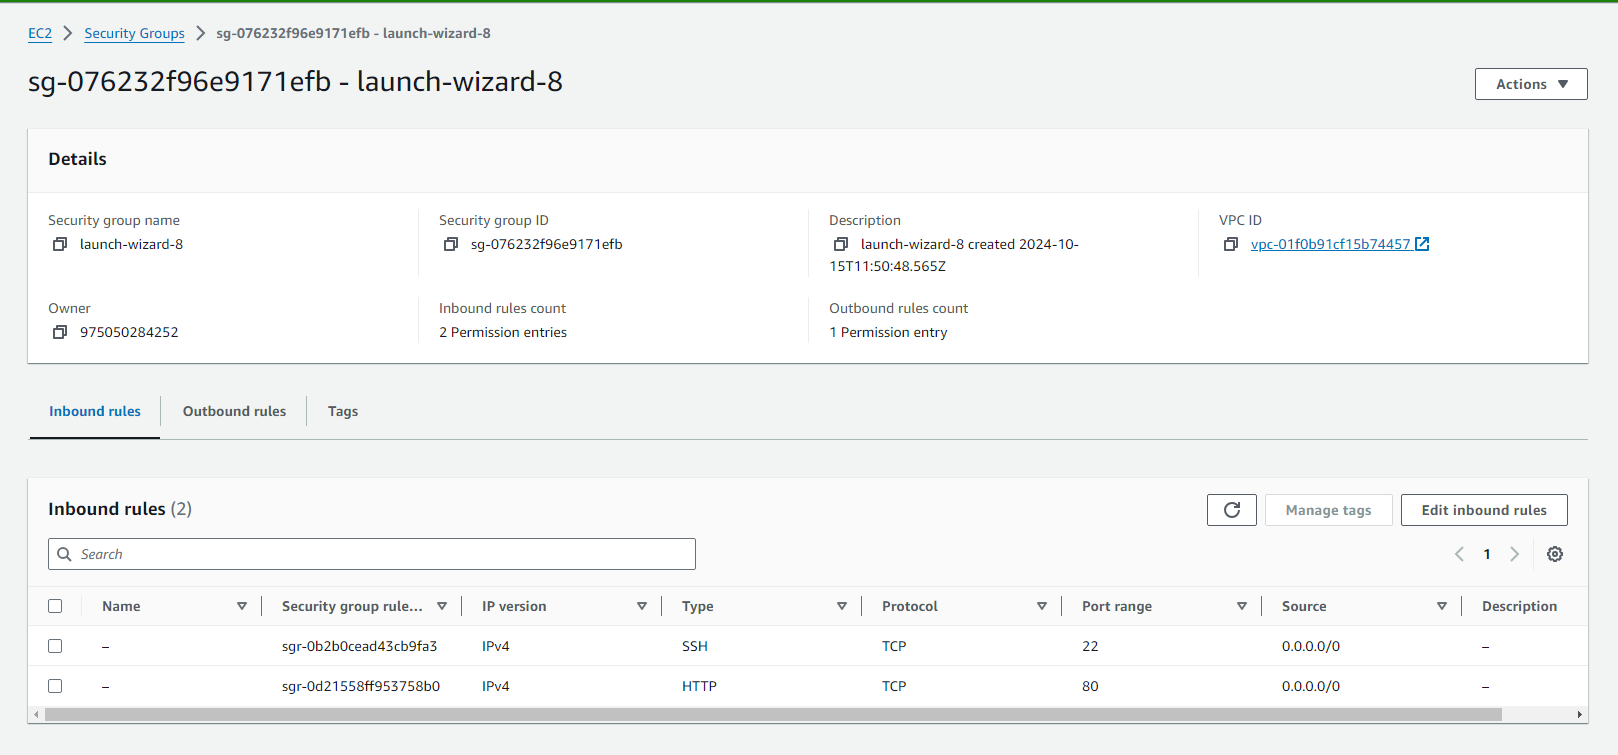 EC2 > Security Groups > sg-076232f96e9171efb - launch-wizard-8
sg-076232f96e9171efb - launch-wizard-8
Actions
Details
Security group name
launch-wizard-8
Security group ID
sg-076232f96e9171efb
Description
launch-wizard-8 created 2024-10-
15T11:50:48.565Z
VPC ID
vpc-01f0b91cf15b74457
Owner
975050284252
Inbound rules count
2 Permission entries
Outbound rules count
1 Permission entry
Inbound rules Outbound rules Tags
Inbound rules (2)
Manage tags Edit inbound rules
Search
1
Name Security group rule... IP version Type Protocol Port range Source Description
– sgr-0b2b0cead43cb9fa3 IPv4 SSH TCP 22 0.0.0.0/0 –
– sgr-0d21558ff953758b0 IPv4 HTTP TCP 80 0.0.0.0/0 –